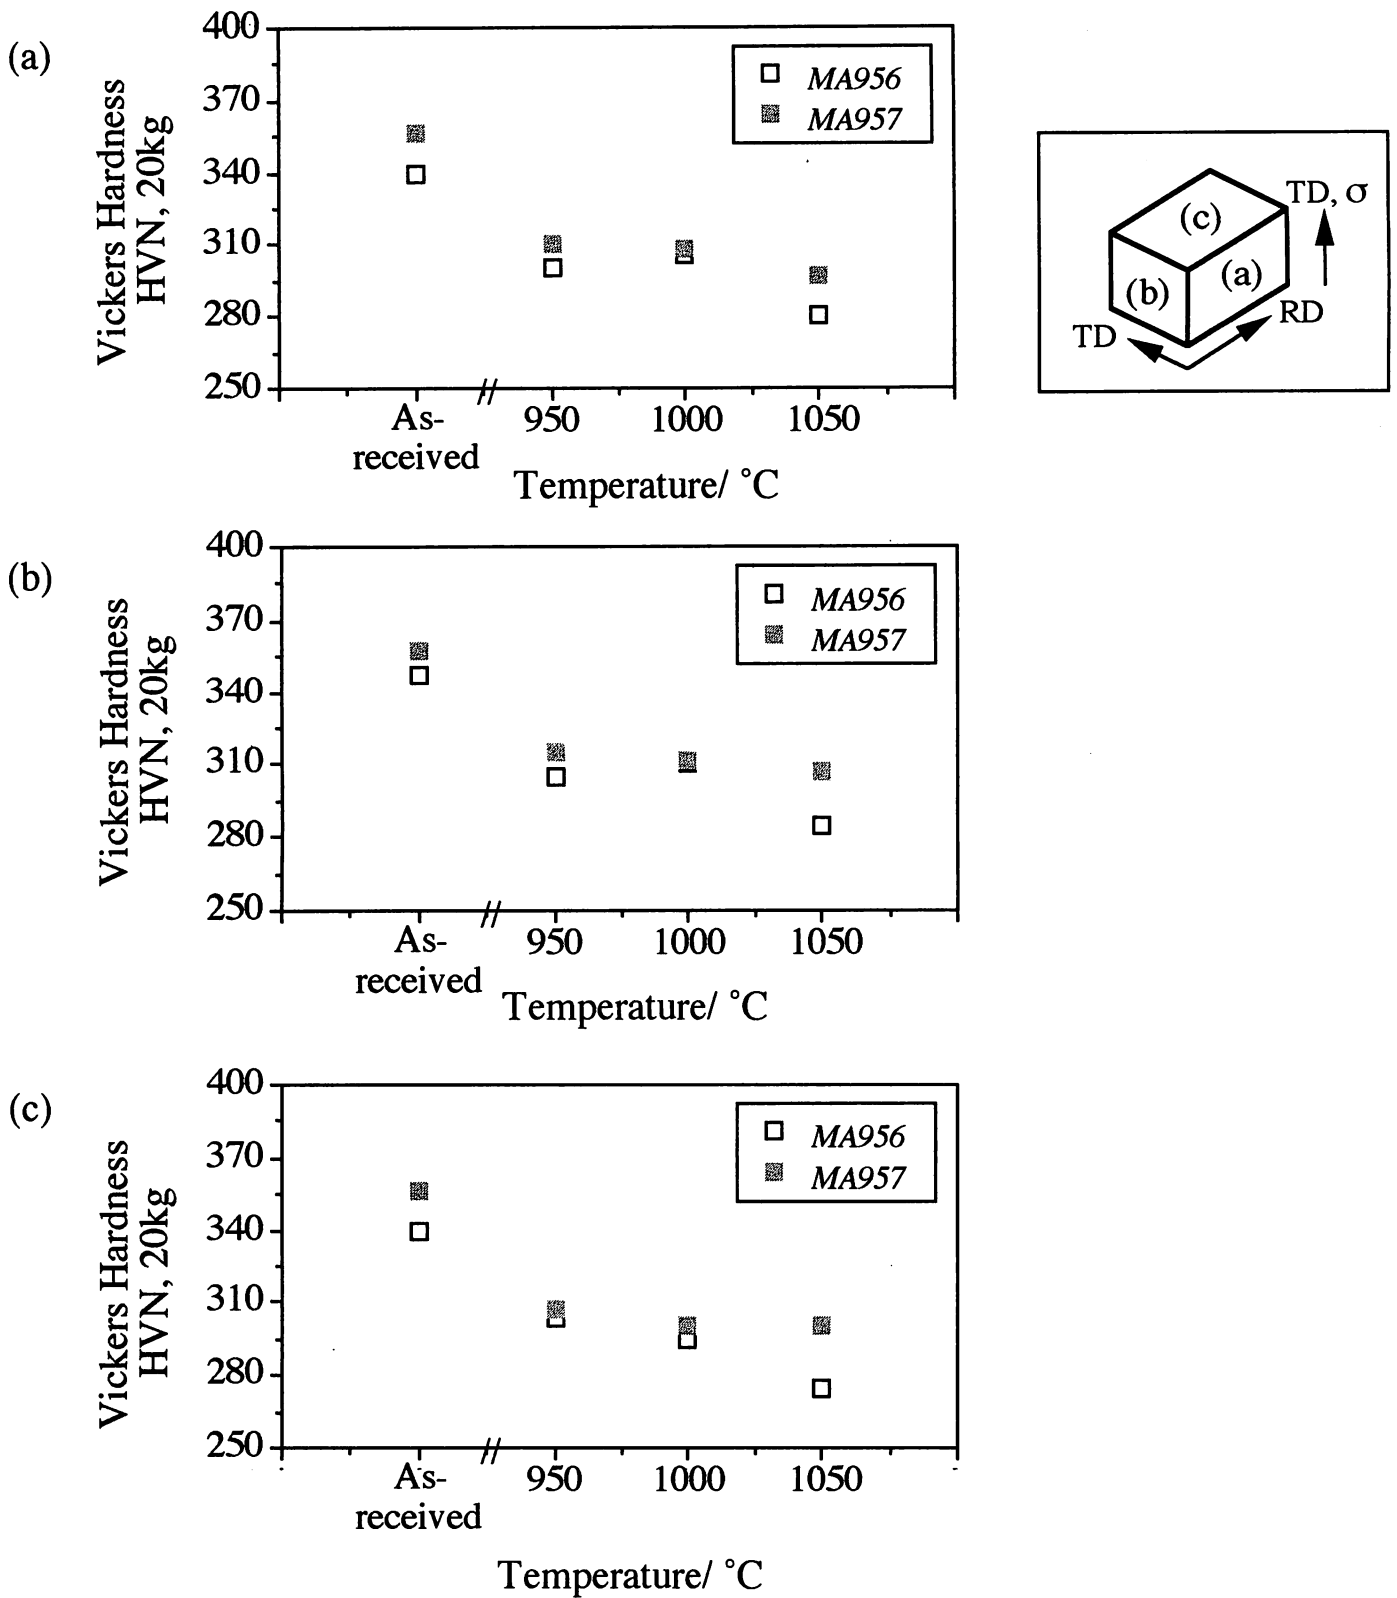 (a)
Vickers Hardness
HVN, 20kg
400
370
340
310
280
250
MA956
MA957
As-
received
950
1000
1050
Temperature/ °C
(c)
(b)
(a)
TD, σ
RD
TD
(b)
Vickers Hardness
HVN, 20kg
400
370
340
310
280
250
MA956
MA957
As-
received
950
1000
1050
Temperature/ °C
(c)
Vickers Hardness
HVN, 20kg
400
370
340
310
280
250
MA956
MA957
As-
received
950
1000
1050
Temperature/ °C